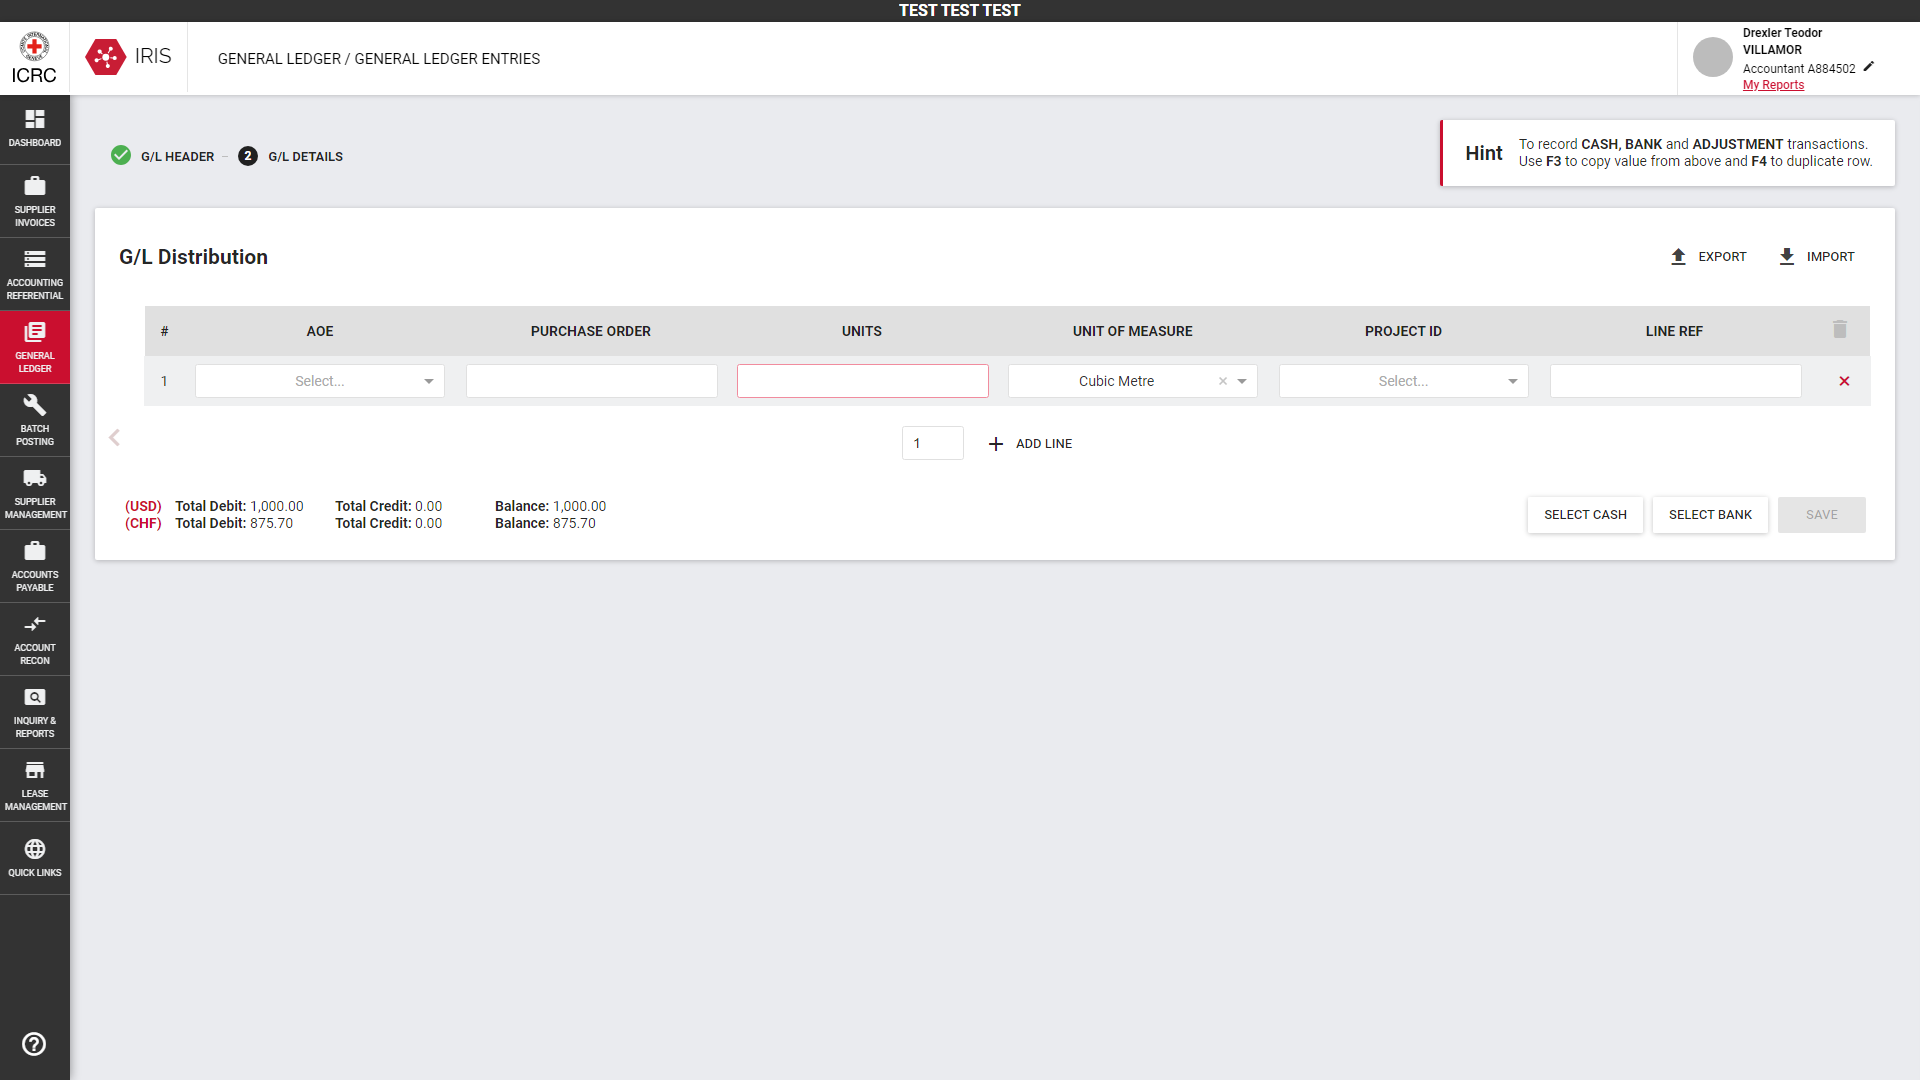 TEST TEST TEST
ICRC
IRIS
GENERAL LEDGER / GENERAL LEDGER ENTRIES
Drexler Teodor
VILLAMOR
Accountant A884502
My Reports
DASHBOARD
SUPPLIER
INVOICES
ACCOUNTING
REFERENTIAL
GENERAL
LEDGER
BATCH
POSTING
SUPPLIER
MANAGEMENT
ACCOUNTS
PAYABLE
ACCOUNT
RECON
INQUIRY &
REPORTS
LEASE
MANAGEMENT
QUICK LINKS
G/L HEADER
2 G/L DETAILS
Hint
To record CASH, BANK and ADJUSTMENT transactions.
Use F3 to copy value from above and F4 to duplicate row.
G/L Distribution
EXPORT
IMPORT
# AOE PURCHASE ORDER UNITS UNIT OF MEASURE PROJECT ID LINE REF
1 Select... Cubic Metre Select...
1 ADD LINE
(USD) Total Debit: 1,000.00 Total Credit: 0.00 Balance: 1,000.00
(CHF) Total Debit: 875.70 Total Credit: 0.00 Balance: 875.70
SELECT CASH
SELECT BANK
SAVE